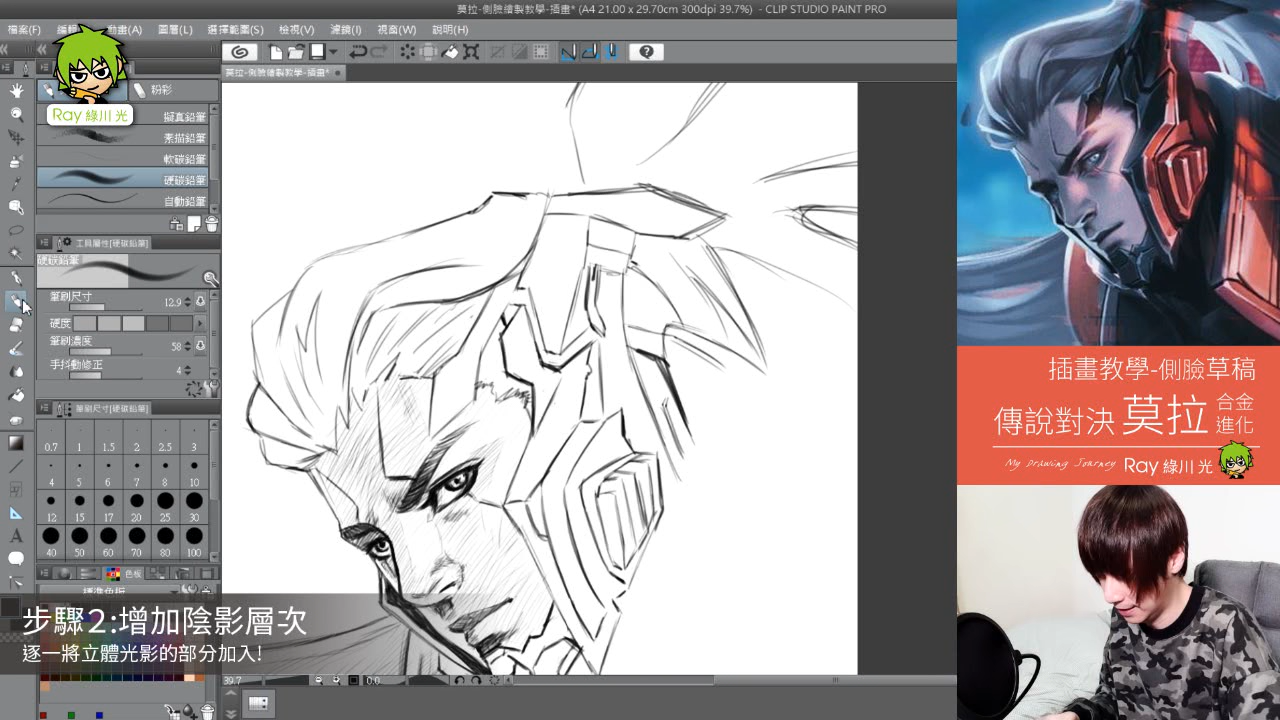 莫拉-側臉繪製教學-插畫* (A4 21.00 x 29.70cm 300dpi 39.7%) - CLIP STUDIO PAINT PRO
檔案(F) 動畫(A) 圖層(L) 選擇範圍(S) 檢視(V) 濾鏡(I) 視窗(W) 說明(H)
莫拉-側臉繪製教學-插畫*
粉彩
Ray 綠川 光
擬真鉛筆
素描鉛筆
軟碳鉛筆
硬碳鉛筆
自動鉛筆
工具屬性[硬碳鉛筆]
硬碳鉛筆
筆刷尺寸 12.9
硬度
筆刷濃度 58
手抖動修正 4
筆刷尺寸[硬碳鉛筆]
0.7 1 1.5 2 2.5 3
4 5 6 7 8 10
12 15 17 20 25 30
40 50 60 70 80 100
色板
標準色板
步驟2:增加陰影層次
逐一將立體光影的部分加入!
39.7 0.0
插畫教學-側臉草稿
傳說對決 莫拉 合金進化
My Drawing Journey Ray 綠川 光